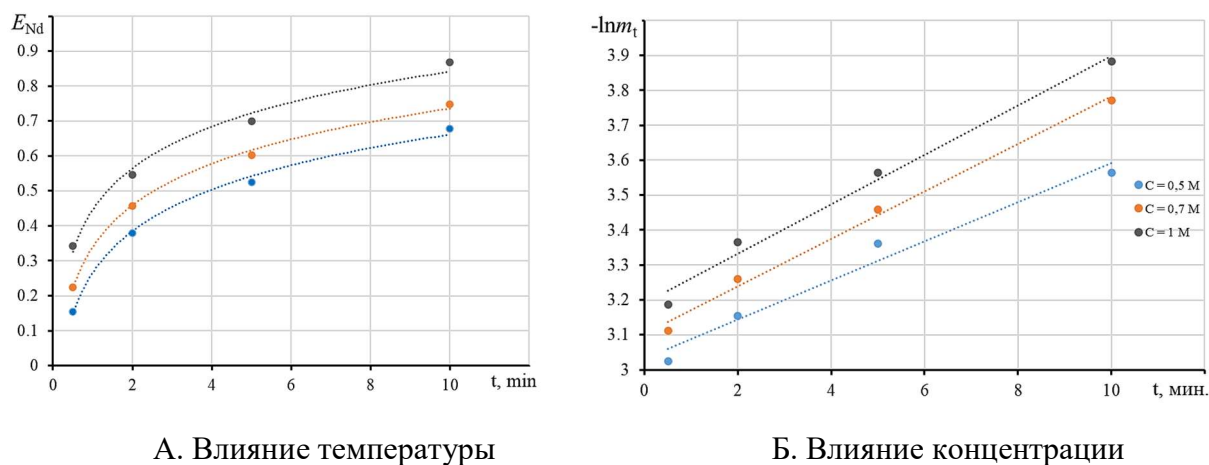 E_Nd
0.9
0.8
0.7
0.6
0.5
0.4
0.3
0.2
0.1
0
0 2 4 6 8 10 t, min
А. Влияние температуры
-lnm_t
3.9
3.8
3.7
3.6
3.5
3.4
3.3
3.2
3.1
3
0 2 4 6 8 10 t, мин.
C = 0,5 M
C = 0,7 M
C = 1 M
Б. Влияние концентрации